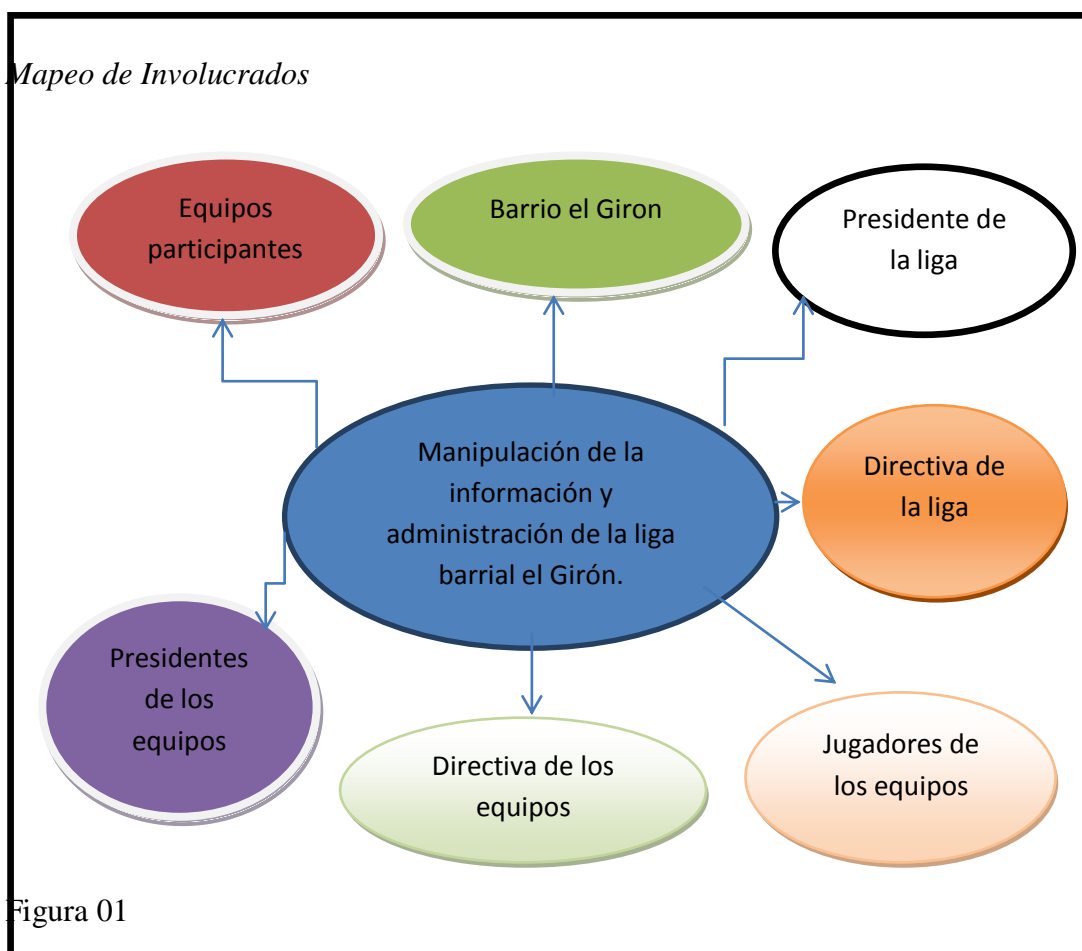 Mapeo de Involucrados
Equipos
participantes
Barrio el Giron
Presidente de
la liga
Manipulación de la
información y
administración de la liga
barrial el Girón.
Directiva de
la liga
Presidentes
de los
equipos
Directiva de los
equipos
Jugadores de
los equipos
Figura 01